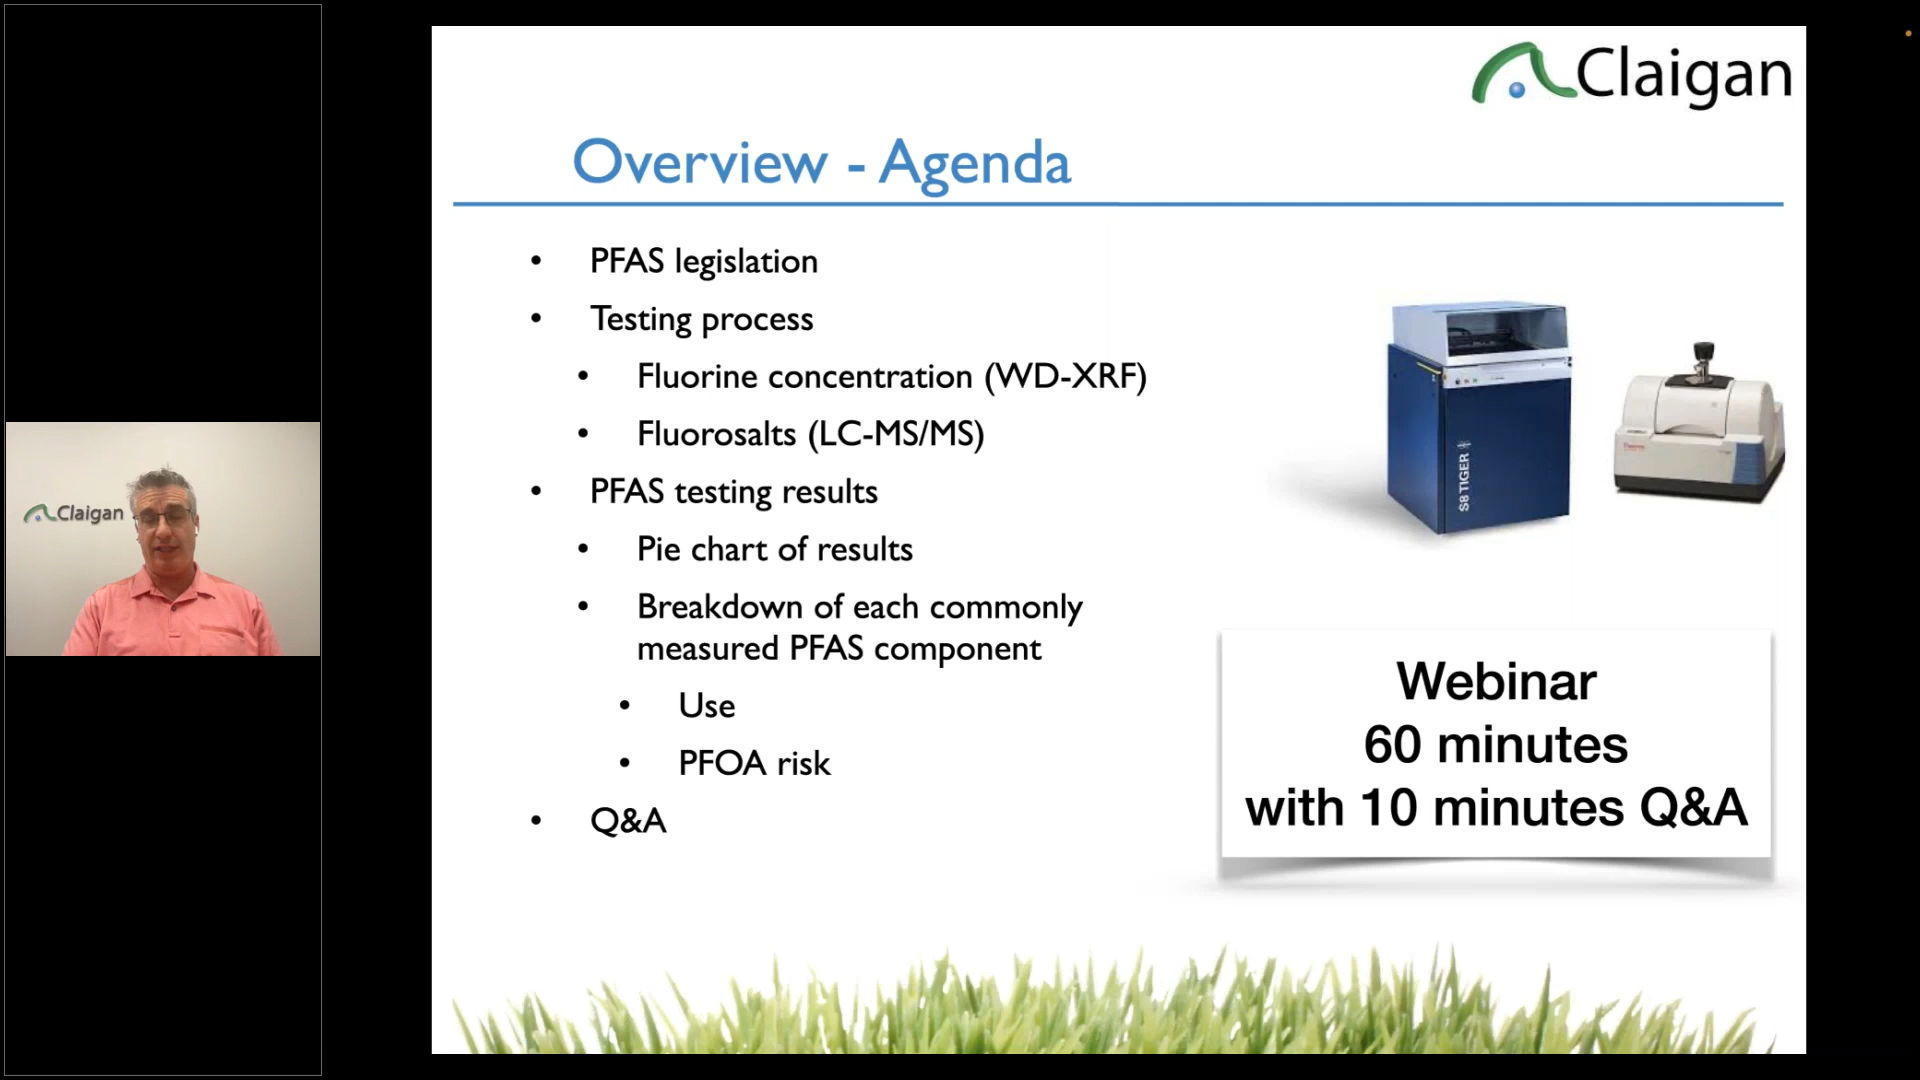 Claigan
Overview - Agenda
• PFAS legislation
• Testing process
• Fluorine concentration (WD-XRF)
• Fluorosalts (LC-MS/MS)
• PFAS testing results
• Pie chart of results
• Breakdown of each commonly
measured PFAS component
• Use
• PFOA risk
• Q&A
S8 TIGER
Webinar
60 minutes
with 10 minutes Q&A
Claigan